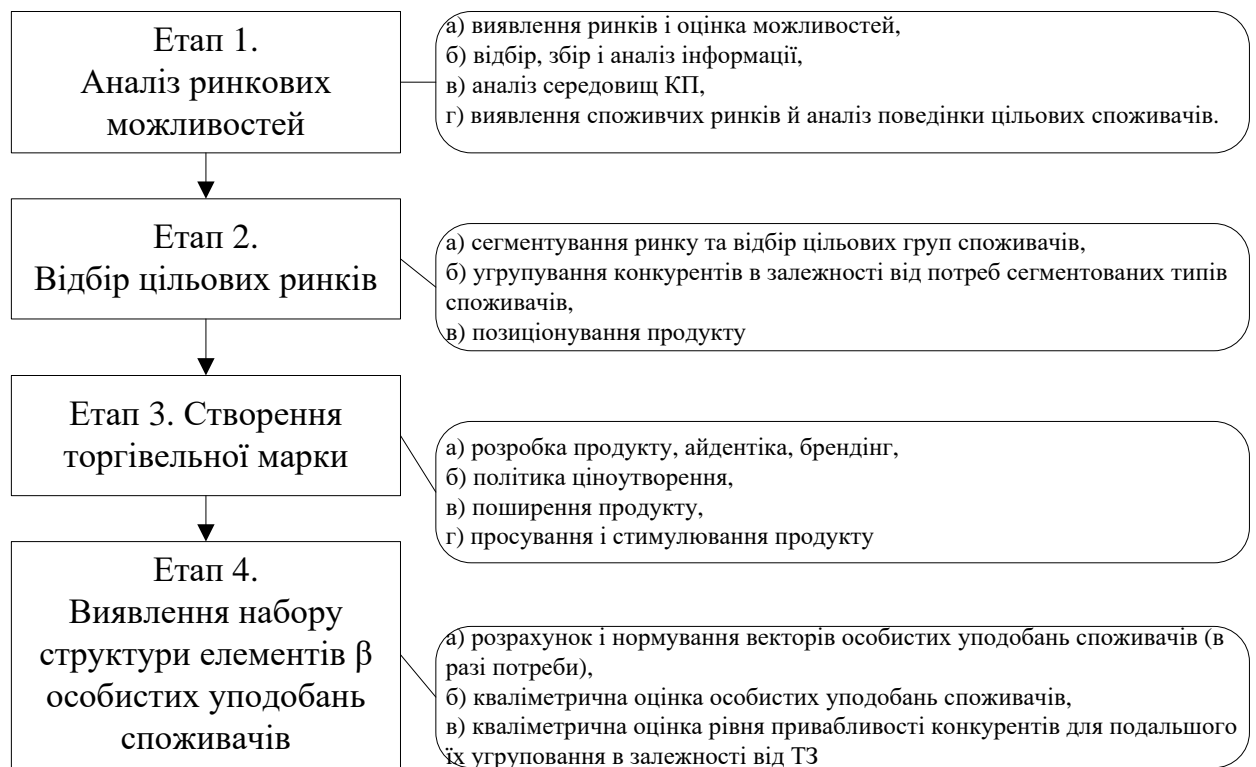 Етап 1.
Аналіз ринкових
можливостей
а) виявлення ринків і оцінка можливостей,
б) відбір, збір і аналіз інформації,
в) аналіз середовищ КП,
г) виявлення споживчих ринків й аналіз поведінки цільових споживачів.
Етап 2.
Відбір цільових ринків
а) сегментування ринку та відбір цільових груп споживачів,
б) угрупування конкурентів в залежності від потреб сегментованих типів
споживачів,
в) позиціонування продукту
Етап 3. Створення
торгівельної марки
а) розробка продукту, айдентіка, брендінг,
б) політика ціноутворення,
в) поширення продукту,
г) просування і стимулювання продукту
Етап 4.
Виявлення набору
структури елементів β
особистих уподобань
споживачів
а) розрахунок і нормування векторів особистих уподобань споживачів (в
разі потреби),
б) кваліметрична оцінка особистих уподобань споживачів,
в) кваліметрична оцінка рівня привабливості конкурентів для подальшого
їх угруповання в залежності від ТЗ